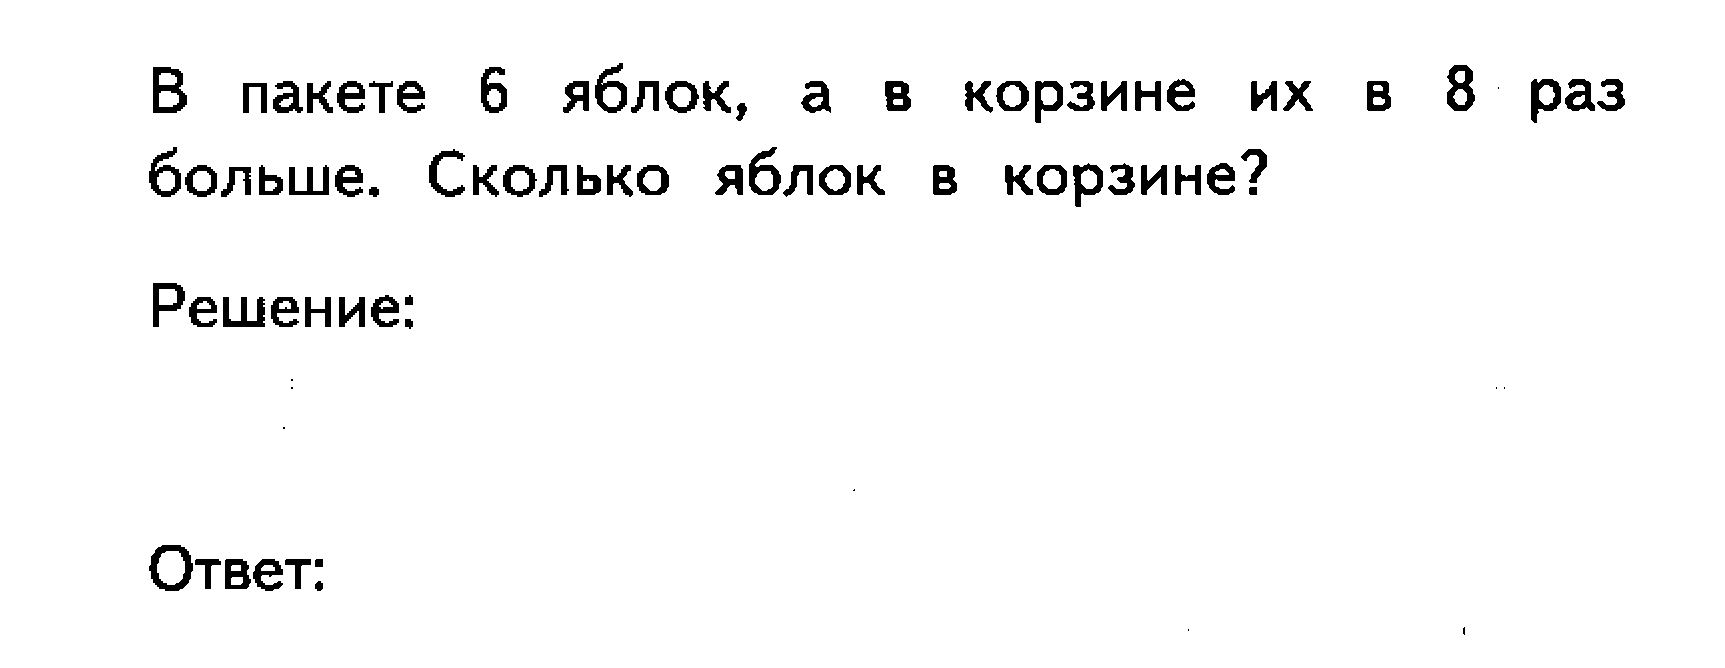 В пакете 6 яблок, а в корзине их в 8 раз
больше. Сколько яблок в корзине?
Решение:
Ответ: